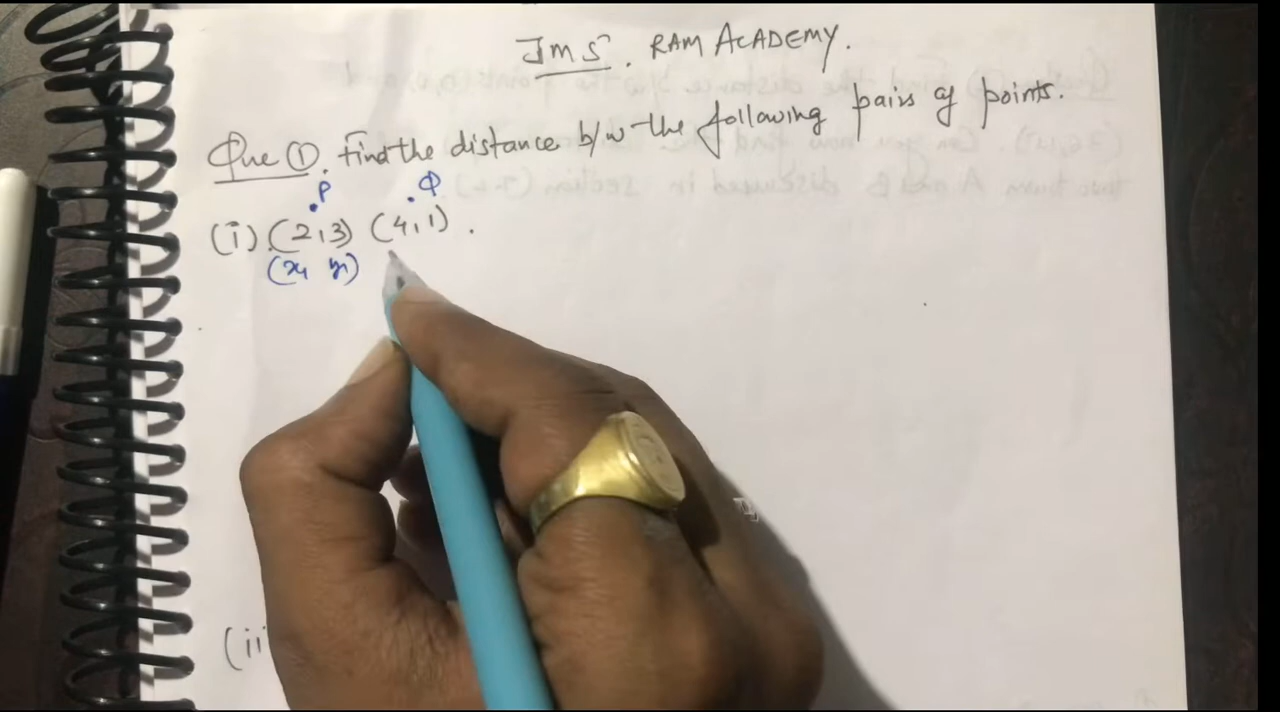 JMS. RAM ACADEMY.
Que ①. Find the distance b/w the following pairs of points.
P Q
(i). (2,3) (4,1).
(x1 y1)
(ii